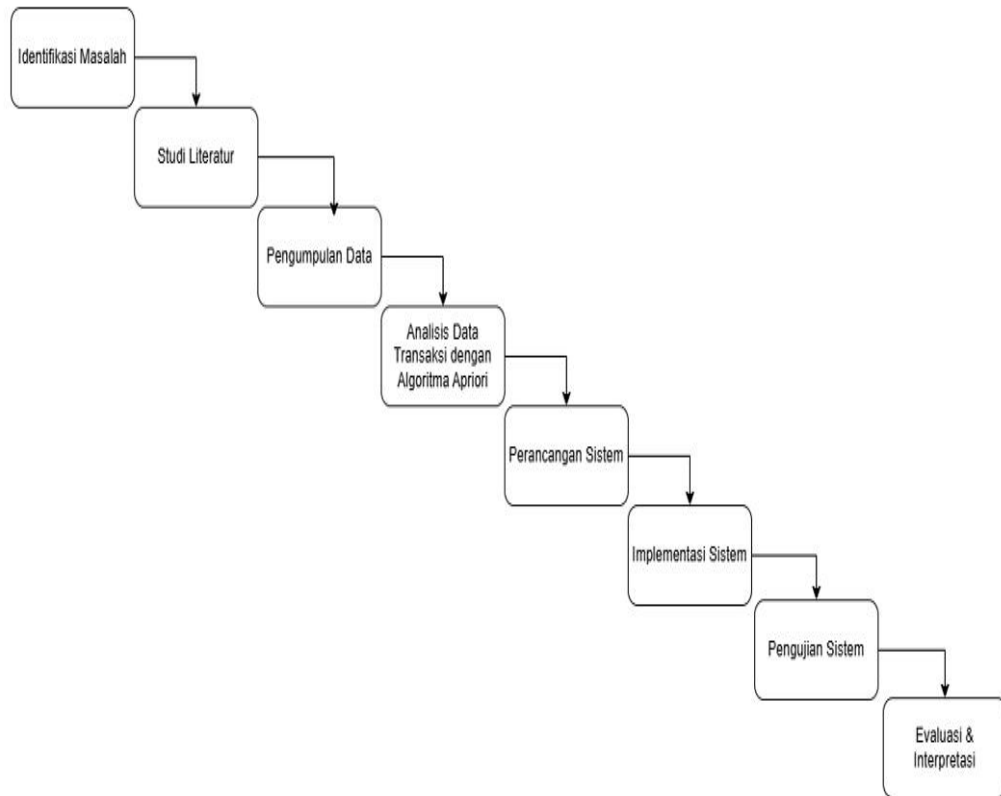 Identifikasi Masalah
Studi Literatur
Pengumpulan Data
Analisis Data
Transaksi dengan
Algoritma Apriori
Perancangan Sistem
Implementasi Sistem
Pengujian Sistem
Evaluasi &
Interpretasi